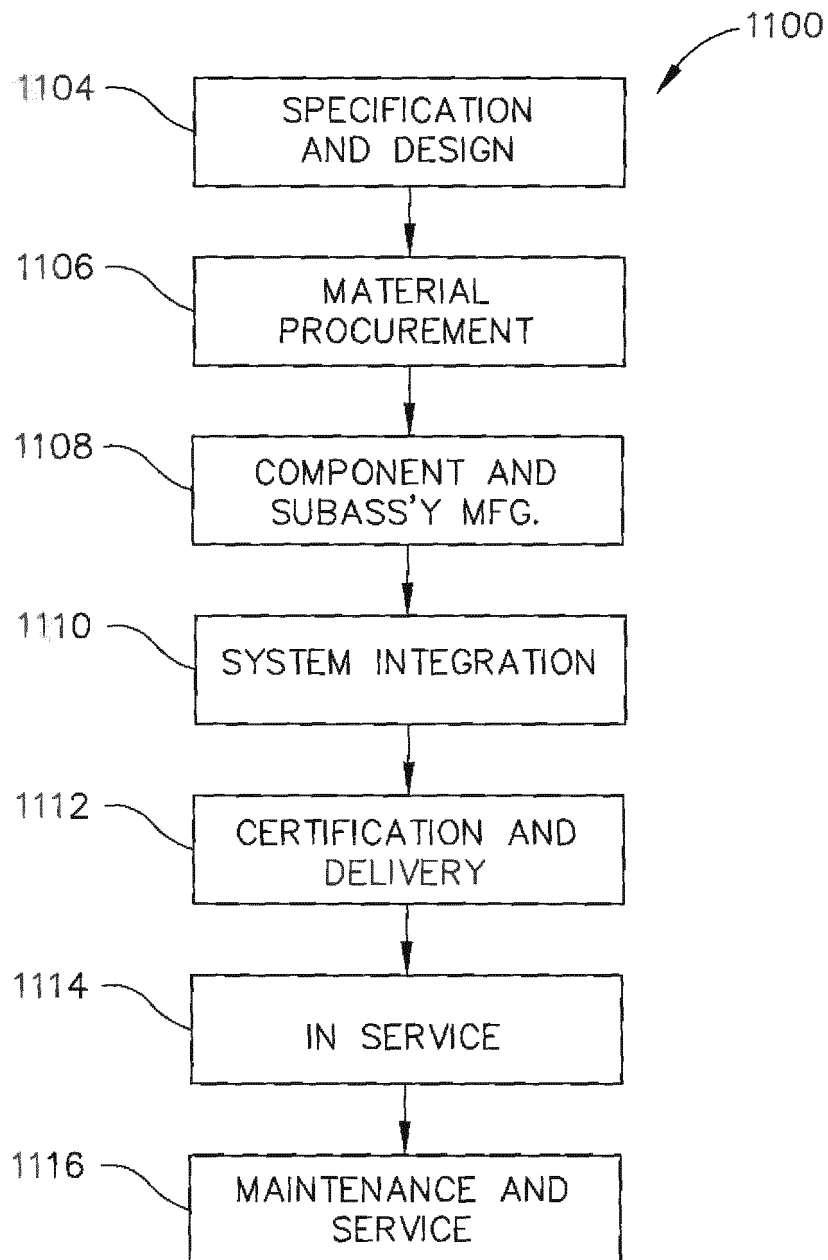 1100
1104
SPECIFICATION
AND DESIGN
1106
MATERIAL
PROCUREMENT
1108
COMPONENT AND
SUBASS'Y MFG.
1110
SYSTEM INTEGRATION
1112
CERTIFICATION AND
DELIVERY
1114
IN SERVICE
1116
MAINTENANCE AND
SERVICE